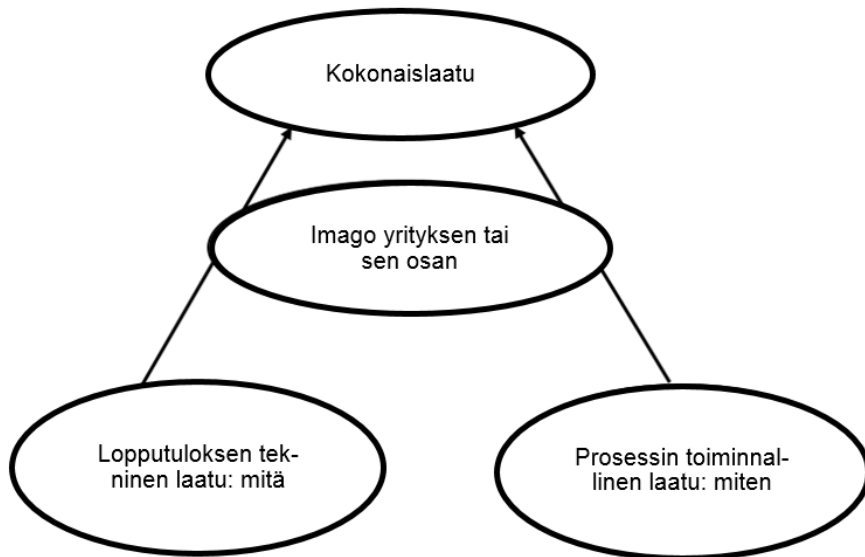 Kokonaislaatu
Imago yrityksen tai
sen osan
Lopputuloksen tek-
ninen laatu: mitä
Prosessin toiminnal-
linen laatu: miten